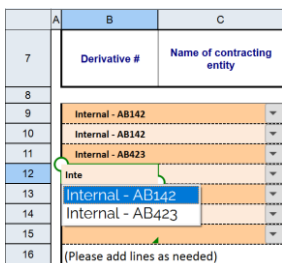 A B C
7 Derivative # Name of contracting
entity
8
9 Internal - AB142
10 Internal - AB142
11 Internal - AB423
12 Inte
13 Internal - AB142
14 Internal - AB423
15
16 (Please add lines as needed)